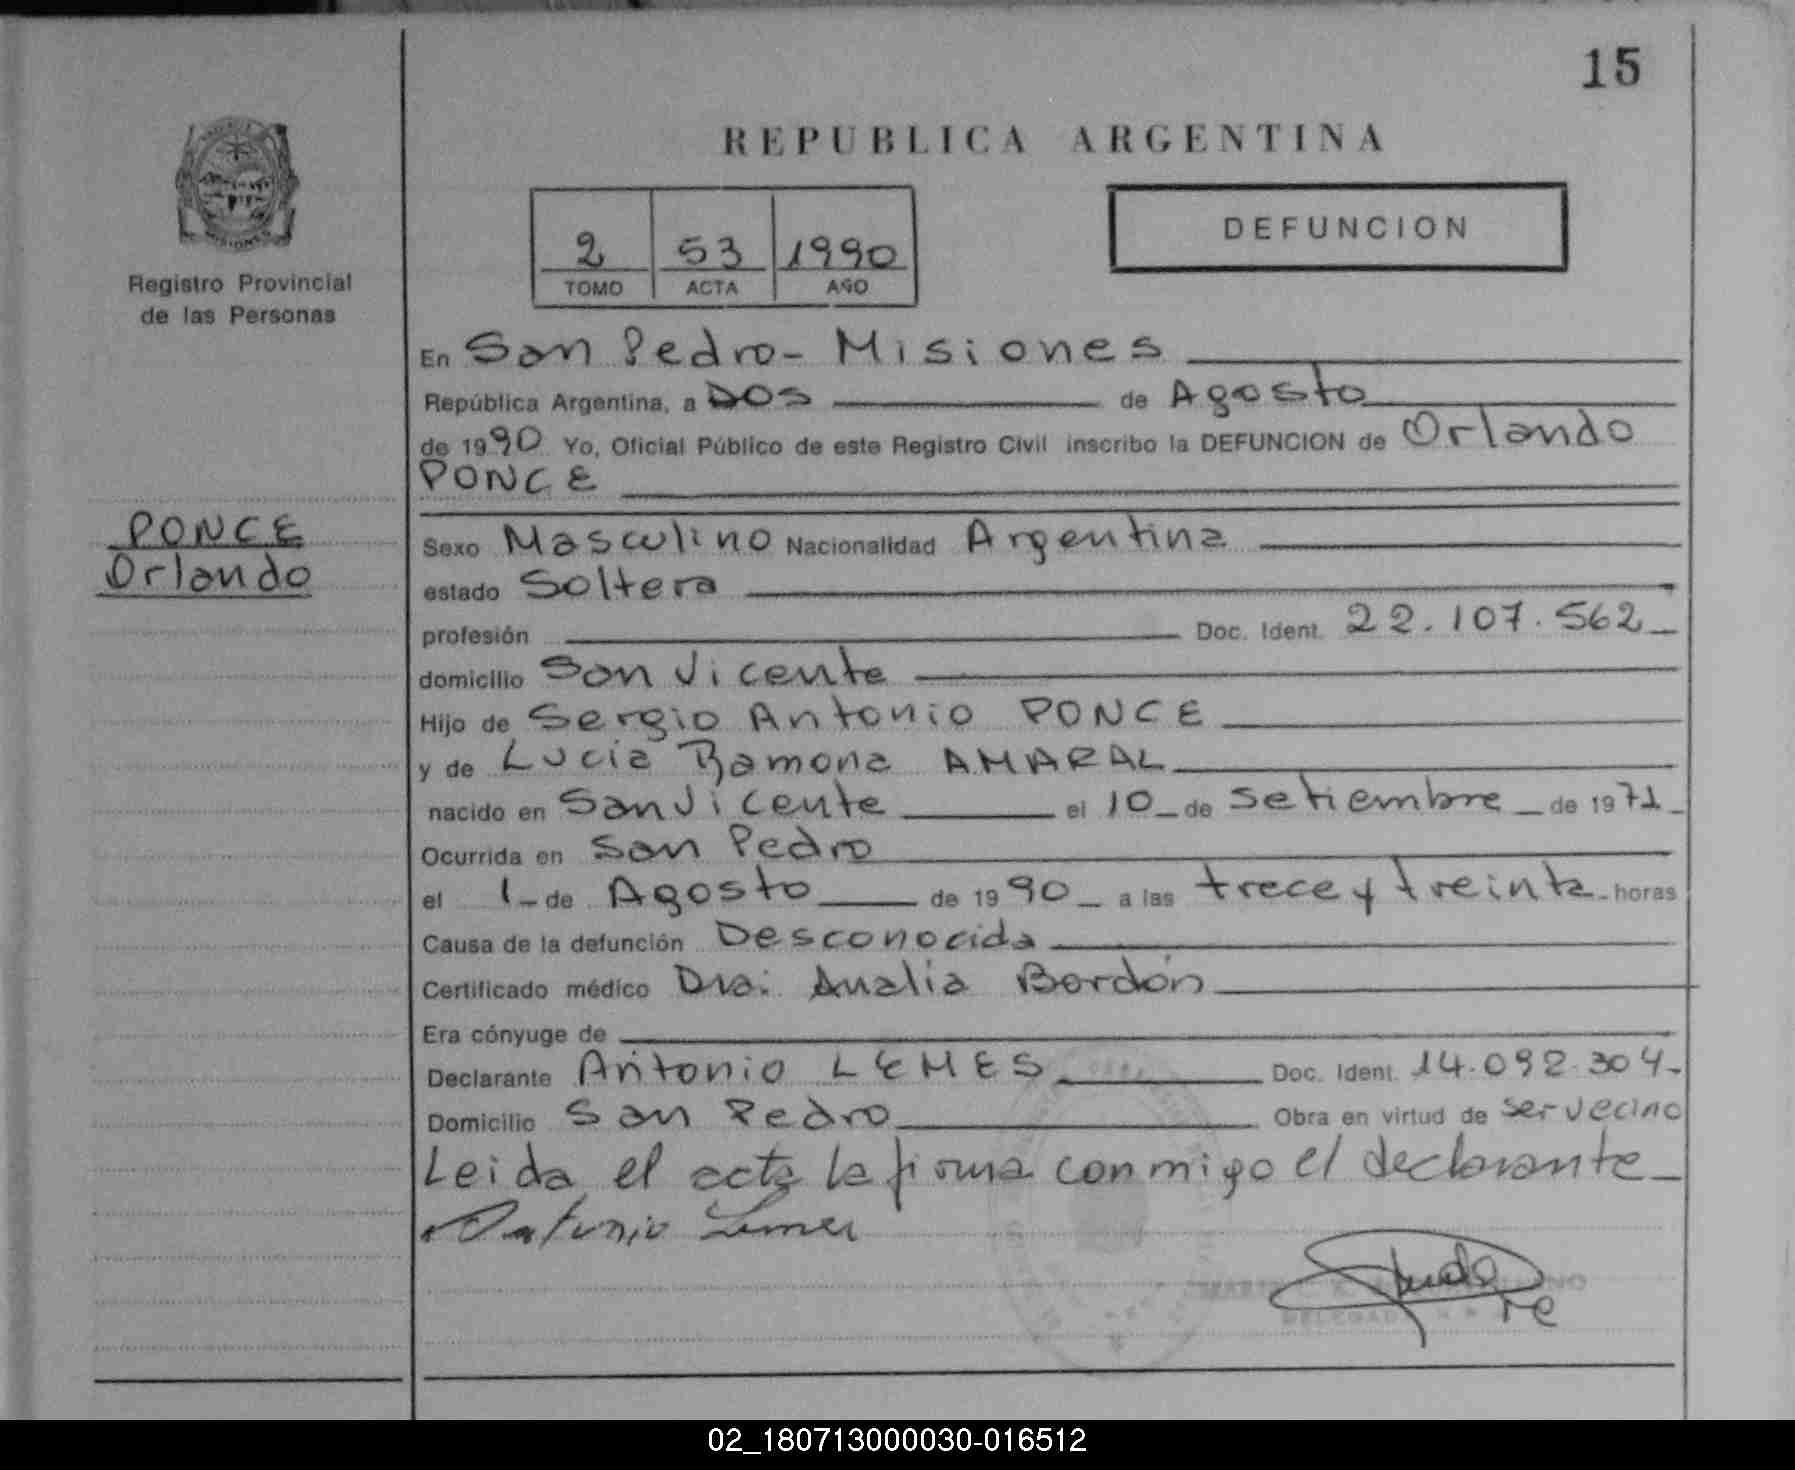 15
REPUBLICA ARGENTINA
DEFUNCION
2 53 1990
TOMO ACTA AÑO
Registro Provincial
de las Personas
MISIONES
En San Pedro - Misiones
República Argentina, a DOS de Agosto
de 1990 Yo, Oficial Público de este Registro Civil inscribo la DEFUNCION de Orlando
PONCE
PONCE
Orlando
Sexo Masculino Nacionalidad Argentina
estado Soltero
profesión Doc. Ident. 22.107.562
domicilio San Vicente
Hijo de Sergio Antonio PONCE
y de Lucia Ramona AMARAL
nacido en San Vicente el 10 de Setiembre de 1971
Ocurrida en San Pedro
el 1 de Agosto de 1990 a las trece y treinta horas
Causa de la defunción Desconocida
Certificado médico Dra. Analia Bordón
Era cónyuge de
Declarante Antonio LEMES Doc. Ident. 14.092.304
Domicilio San Pedro Obra en virtud de ser vecino
Leida el acta la firma conmigo el declarante
Antonio Lemes
02_180713000030-016512